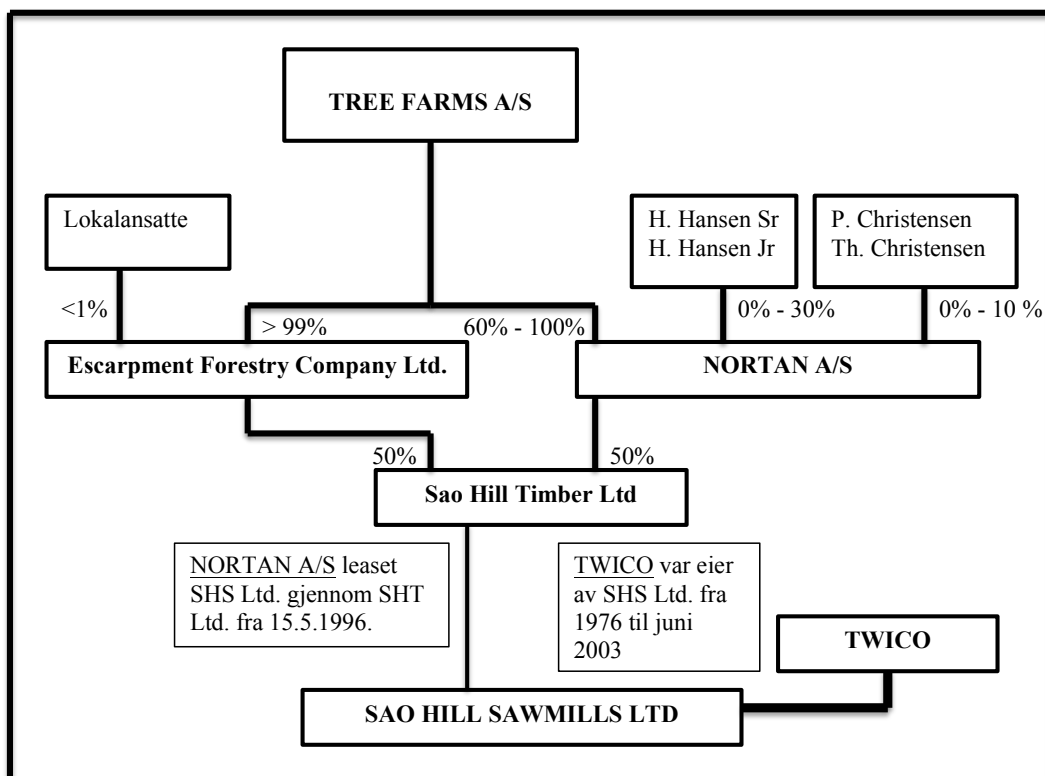 TREE FARMS A/S
Lokalansatte
H. Hansen Sr
H. Hansen Jr
P. Christensen
Th. Christensen
<1%
> 99%
60% - 100%
0% - 30%
0% - 10 %
Escarpment Forestry Company Ltd.
NORTAN A/S
50%
50%
Sao Hill Timber Ltd
NORTAN A/S leaset
SHS Ltd. gjennom SHT
Ltd. fra 15.5.1996.
TWICO var eier
av SHS Ltd. fra
1976 til juni
2003
TWICO
SAO HILL SAWMILLS LTD